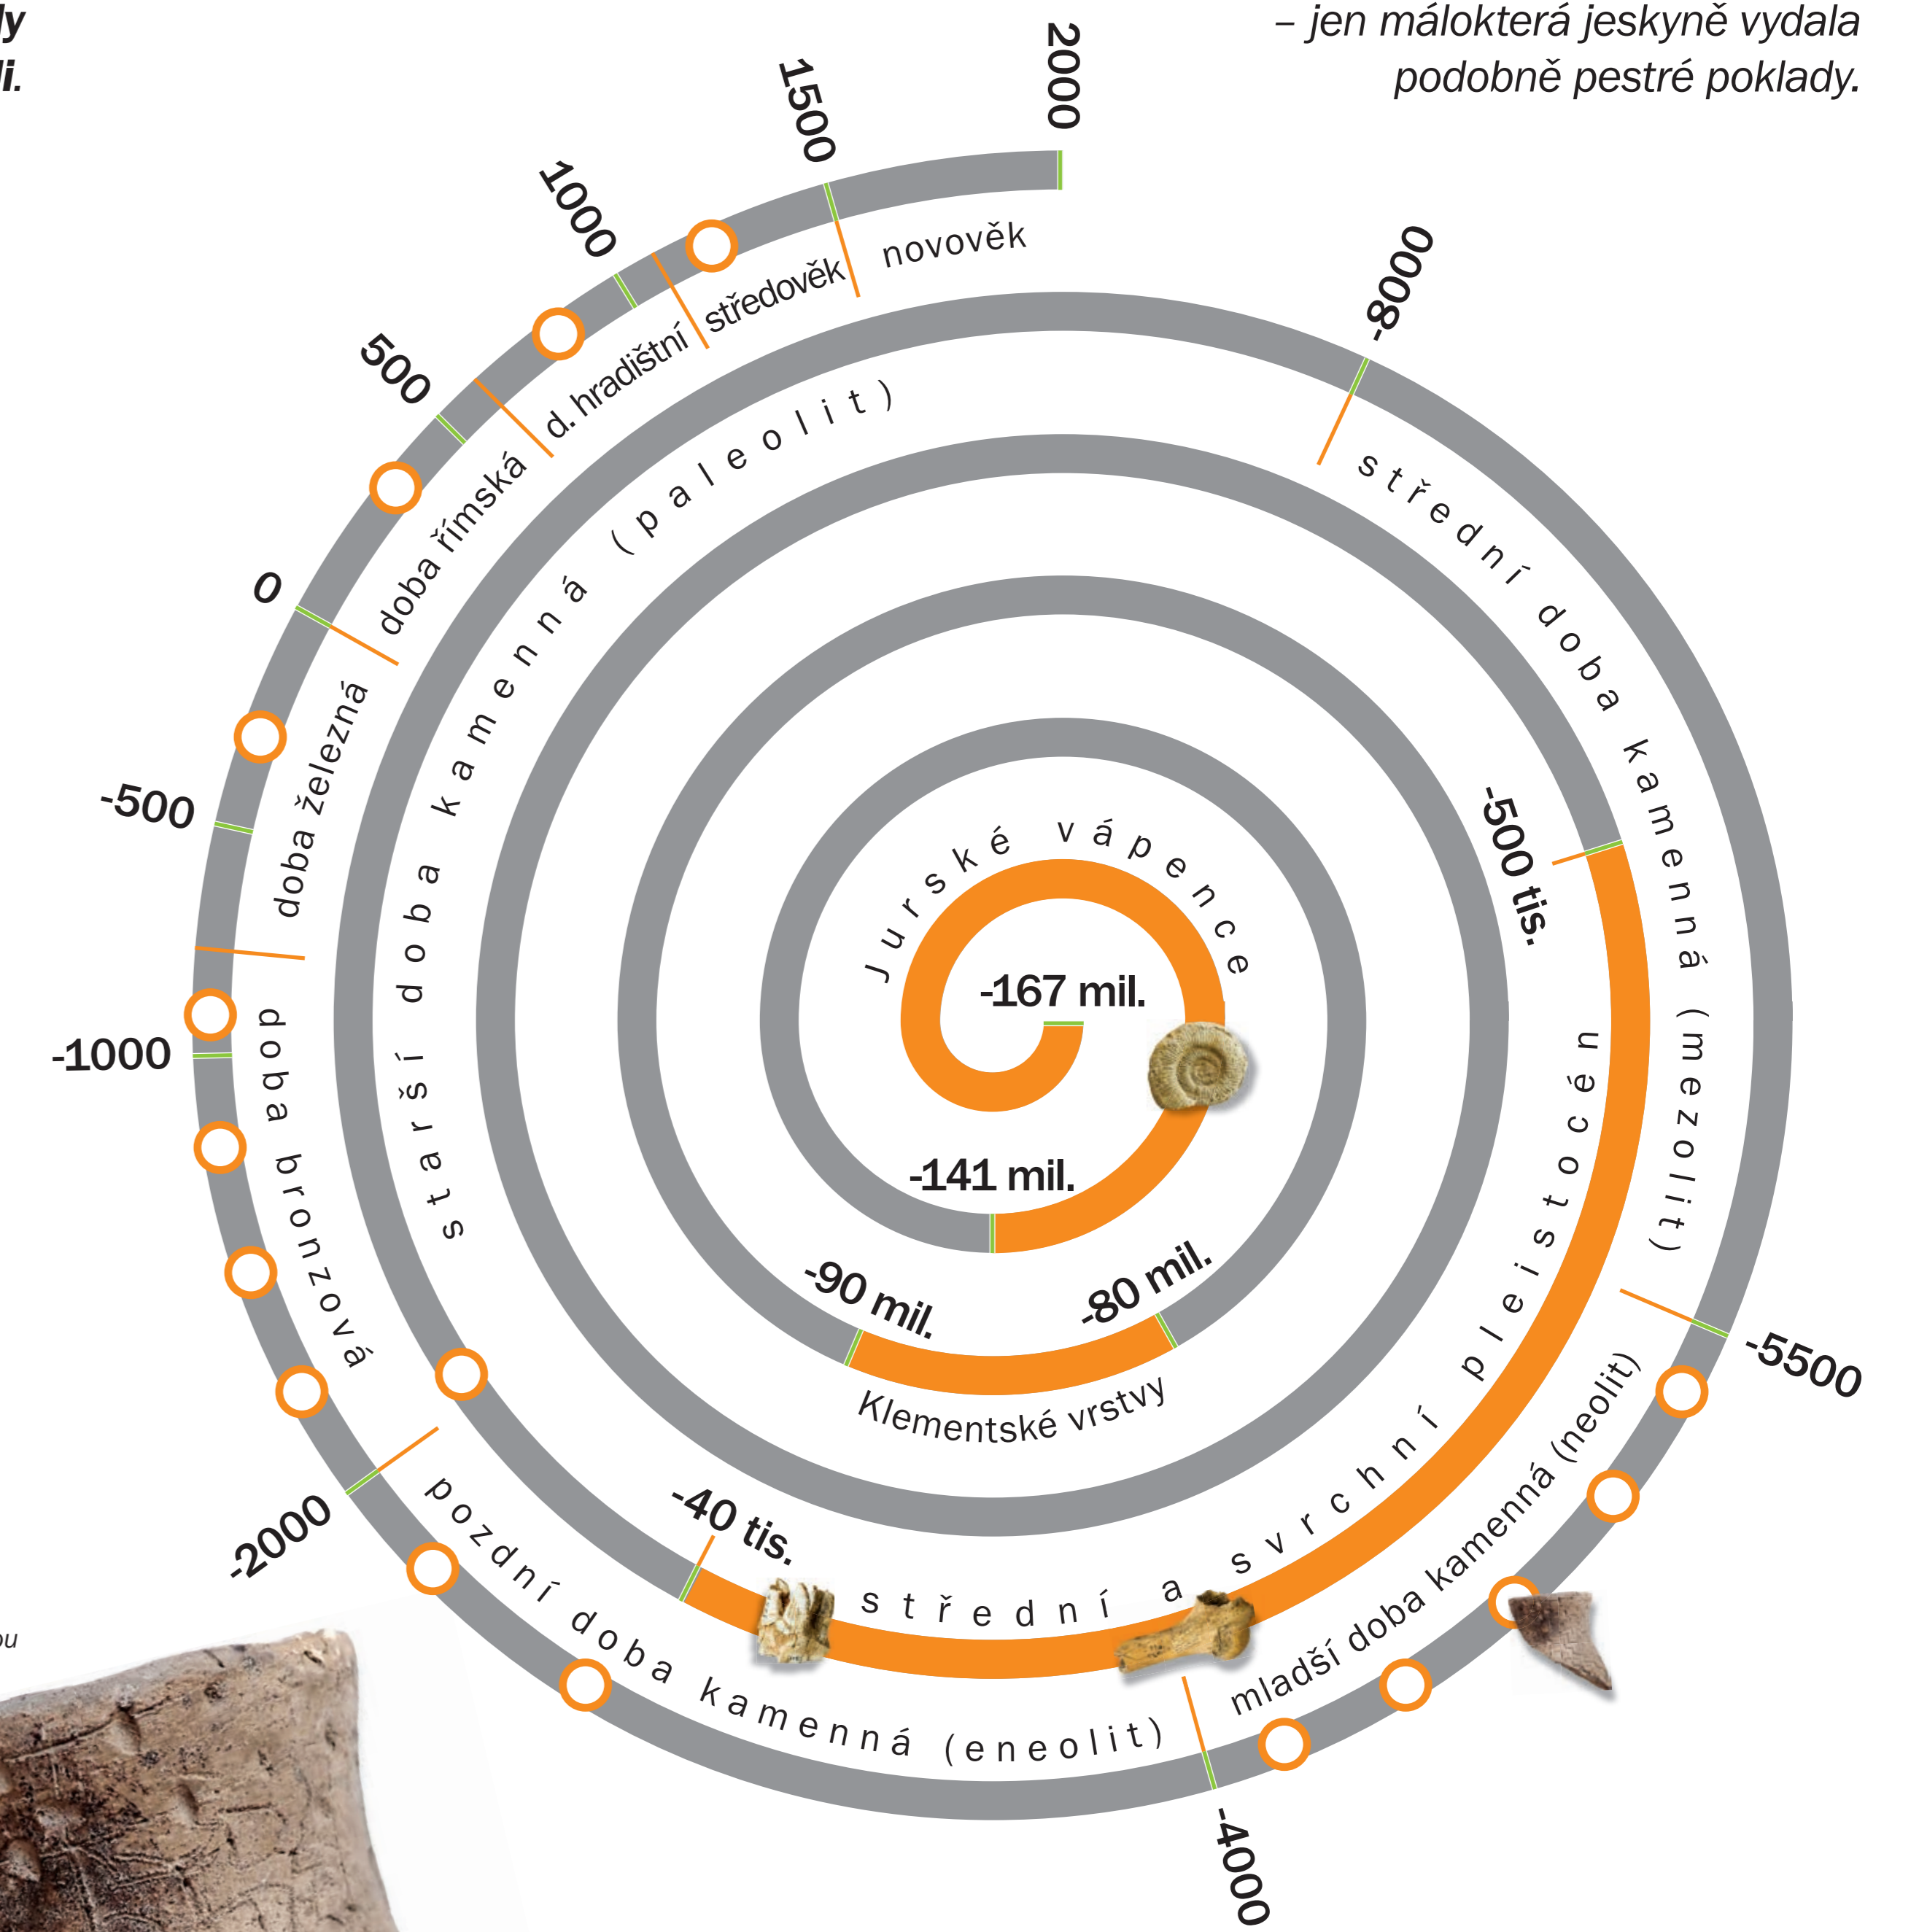 ly
li.
– jen málokterá jeskyně vydala
podobně pestré poklady.
-167 mil.
Jurské vápence
-141 mil.
-90 mil.
Klementské vrstvy
-80 mil.
-500 tis.
střední a svrchní pleistocén
-40 tis.
starší doba kamenná (paleolit)
-8000
střední doba kamenná (mezolit)
-5500
mladší doba kamenná (neolit)
-4000
pozdní doba kamenná (eneolit)
-2000
doba bronzová
-1000
doba železná
-500
0
doba římská
500
d. hradištní
1000
středověk
1500
novověk
2000
ou